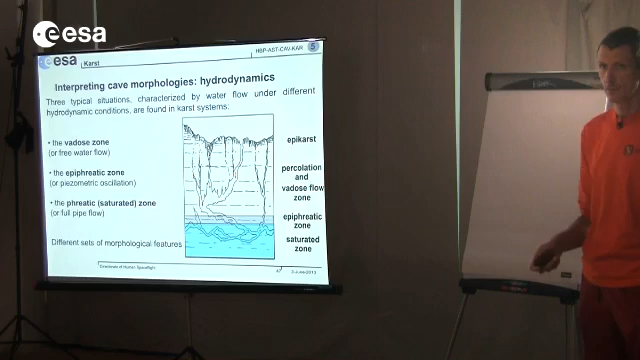 esa
esa
Karst
HBP-AST-CAV-KAR 5
Interpreting cave morphologies: hydrodynamics
Three typical situations, characterized by water flow under different
hydrodynamic conditions, are found in karst systems:
• the vadose zone
(or free water flow)
• the epiphreatic zone
(or piezometric oscillation)
• the phreatic (saturated) zone
(or full pipe flow)
Different sets of morphological features
epikarst
percolation
and
vadose flow
zone
epiphreatic
zone
saturated
zone
Directorate of Human Spaceflight